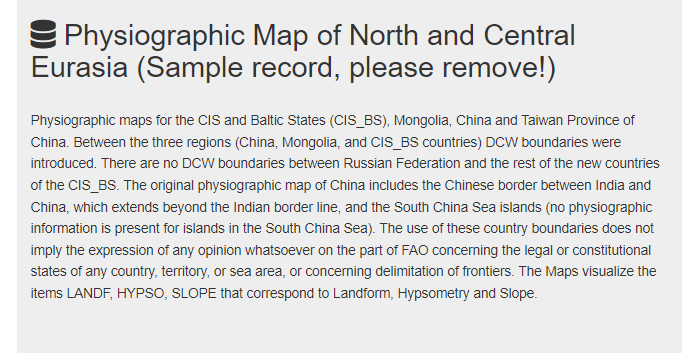 Physiographic Map of North and Central
Eurasia (Sample record, please remove!)
Physiographic maps for the CIS and Baltic States (CIS_BS), Mongolia, China and Taiwan Province of
China. Between the three regions (China, Mongolia, and CIS_BS countries) DCW boundaries were
introduced. There are no DCW boundaries between Russian Federation and the rest of the new countries
of the CIS_BS. The original physiographic map of China includes the Chinese border between India and
China, which extends beyond the Indian border line, and the South China Sea islands (no physiographic
information is present for islands in the South China Sea). The use of these country boundaries does not
imply the expression of any opinion whatsoever on the part of FAO concerning the legal or constitutional
states of any country, territory, or sea area, or concerning delimitation of frontiers. The Maps visualize the
items LANDF, HYPSO, SLOPE that correspond to Landform, Hypsometry and Slope.